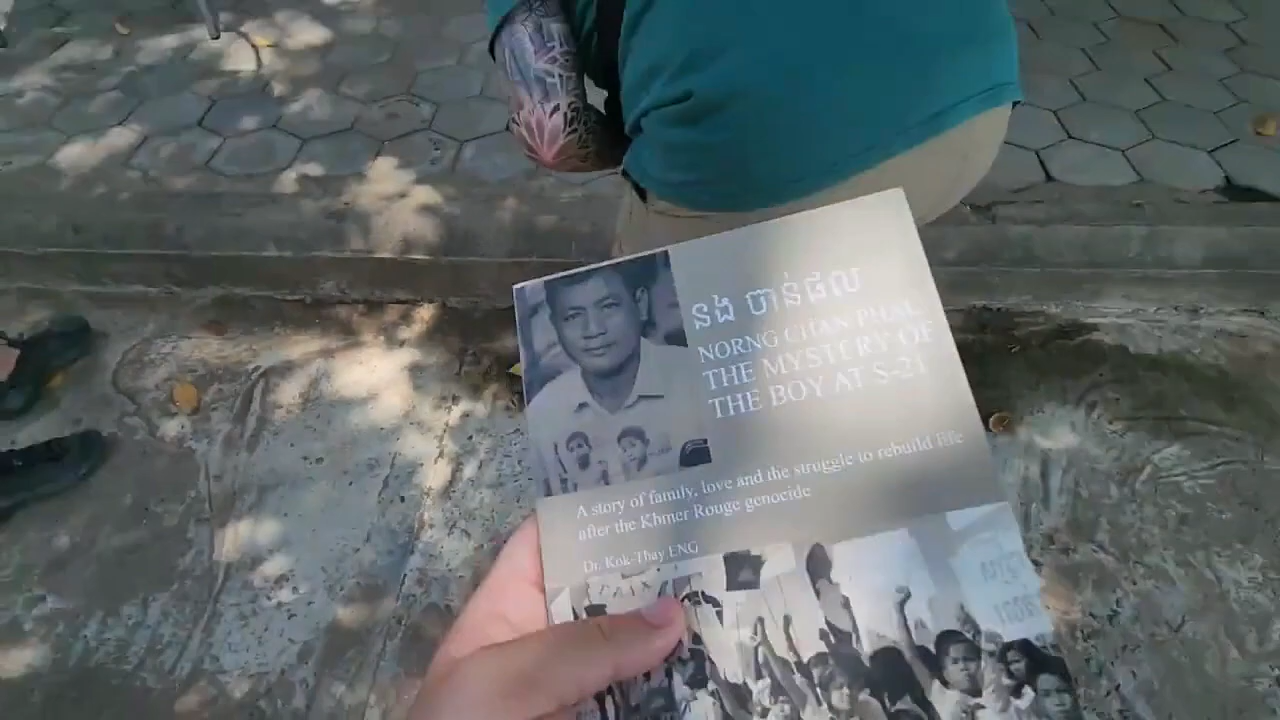 នង ចាន់ផល
NORNG CHAN PHAL
THE MYSTERY OF
THE BOY AT S-21
A story of family, love and the struggle to rebuild life
after the Khmer Rouge genocide
Dr. Kok-Thay ENG